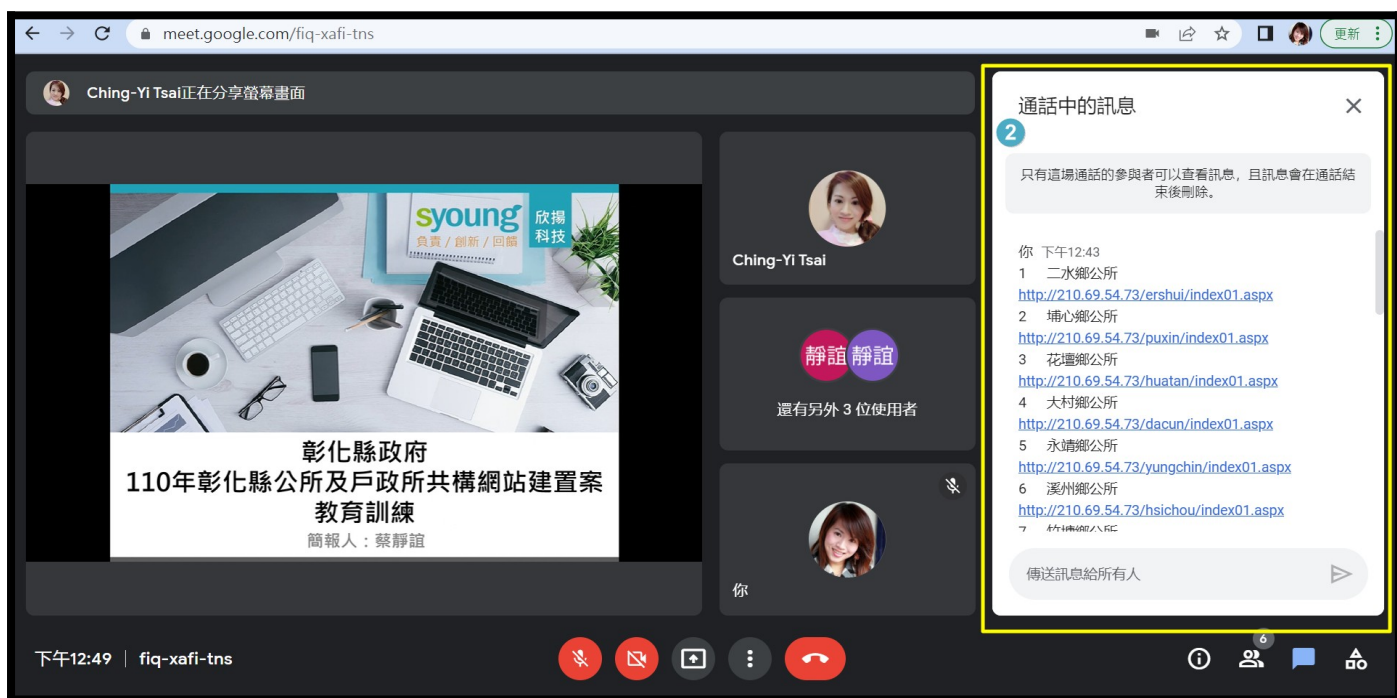 meet.google.com/fiq-xafi-tns
更新
Ching-Yi Tsai正在分享螢幕畫面
syoung
欣揚
科技
負責/創新/回饋
彰化縣政府
110年彰化縣公所及戶政所共構網站建置案
教育訓練
簡報人:蔡靜誼
Ching-Yi Tsai
靜誼 靜誼
還有另外 3 位使用者
你
通話中的訊息
2
只有這場通話的參與者可以查看訊息，且訊息會在通話結
束後刪除。
你 下午12:43
1 二水鄉公所
http://210.69.54.73/ershui/index01.aspx
2 埔心鄉公所
http://210.69.54.73/puxin/index01.aspx
3 花壇鄉公所
http://210.69.54.73/huatan/index01.aspx
4 大村鄉公所
http://210.69.54.73/dacun/index01.aspx
5 永靖鄉公所
http://210.69.54.73/yungchin/index01.aspx
6 溪州鄉公所
http://210.69.54.73/hsichou/index01.aspx
7 竹塘鄉公所
傳送訊息給所有人
下午12:49 | fiq-xafi-tns
6